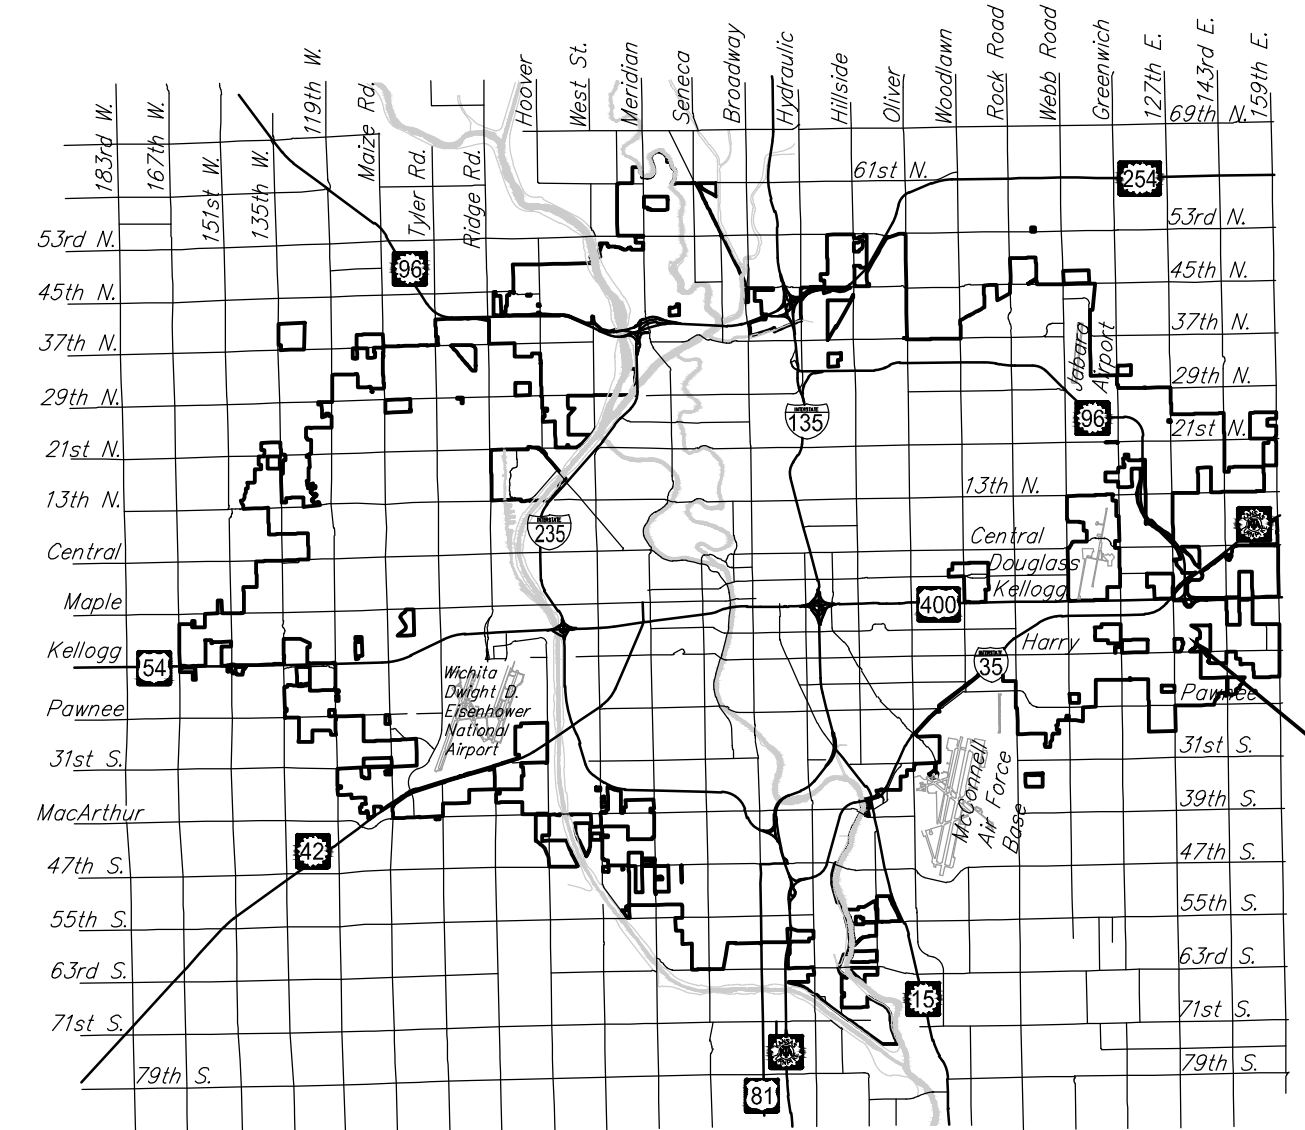 183rd W.
167th W.
151st W.
135th W.
119th W.
Maize Rd.
Tyler Rd.
Ridge Rd.
Hoover
West St.
Meridian
Seneca
Broadway
Hydraulic
Hillside
Oliver
Woodlawn
Rock Road
Webb Road
Greenwich
127th E.
143rd E.
159th E.
69th N.
61st N.
254
53rd N.
53rd N.
96
45th N.
45th N.
37th N.
37th N.
Jabara
Airport
29th N.
29th N.
INTERSTATE
135
96
21st N.
21st N.
13th N.
13th N.
INTERSTATE
235
Central
Central
Douglass
Kellogg
Maple
400
Kellogg
54
Harry
INTERSTATE
35
Wichita
Dwight D.
Eisenhower
National
Airport
Pawnee
Pawnee
31st S.
31st S.
McConnell
Air Force
Base
MacArthur
39th S.
42
47th S.
47th S.
55th S.
55th S.
63rd S.
63rd S.
15
71st S.
71st S.
79th S.
79th S.
81